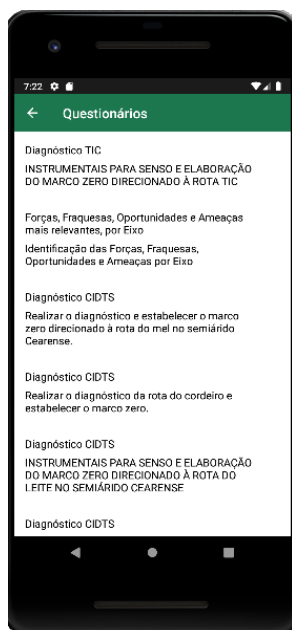 7:22
Questionários
Diagnóstico TIC
INSTRUMENTAIS PARA SENSO E ELABORAÇÃO
DO MARCO ZERO DIRECIONADO À ROTA TIC
Forças, Fraquesas, Oportunidades e Ameaças
mais relevantes, por Eixo
Identificação das Forças, Fraquesas,
Oportunidades e Ameaças por Eixo
Diagnóstico CIDTS
Realizar o diagnóstico e estabelecer o marco
zero direcionado à rota do mel no semiárido
Cearense.
Diagnóstico CIDTS
Realizar o diagnóstico da rota do cordeiro e
estabelecer o marco zero.
Diagnóstico CIDTS
INSTRUMENTAIS PARA SENSO E ELABORAÇÃO
DO MARCO ZERO DIRECIONADO À ROTA DO
LEITE NO SEMIÁRIDO CEARENSE
Diagnóstico CIDTS